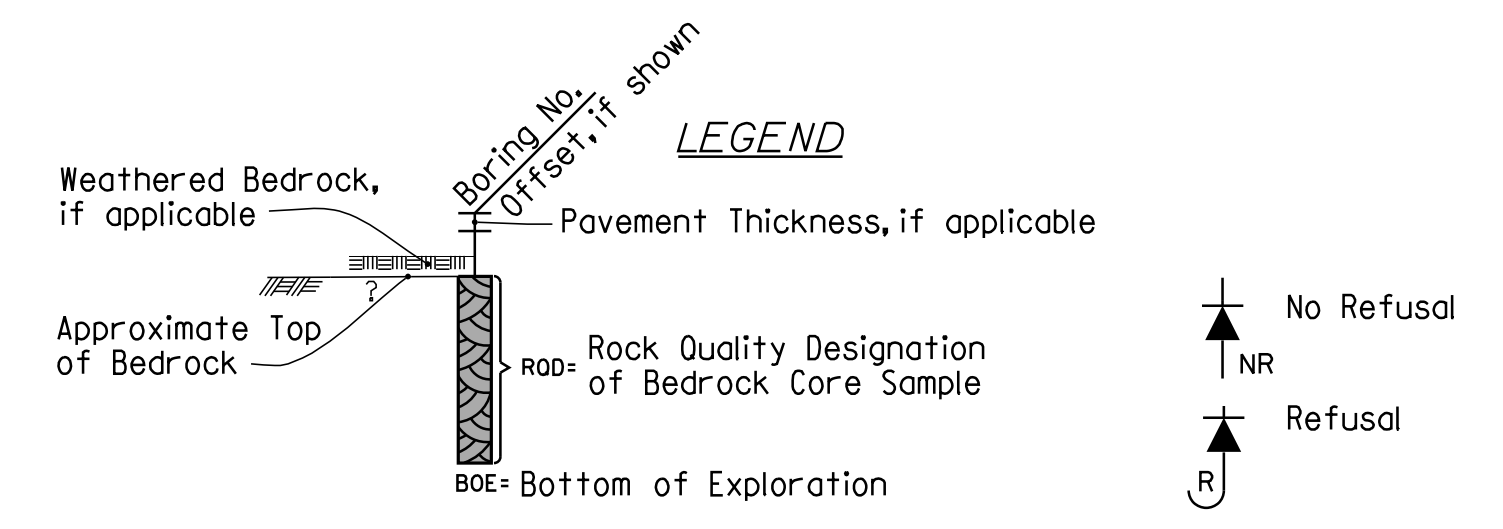 Boring No.
Offset, if shown
LEGEND
Weathered Bedrock,
if applicable
Pavement Thickness, if applicable
?
Approximate Top
of Bedrock
RQD=
Rock Quality Designation
of Bedrock Core Sample
BOE= Bottom of Exploration
No Refusal
NR
Refusal
R